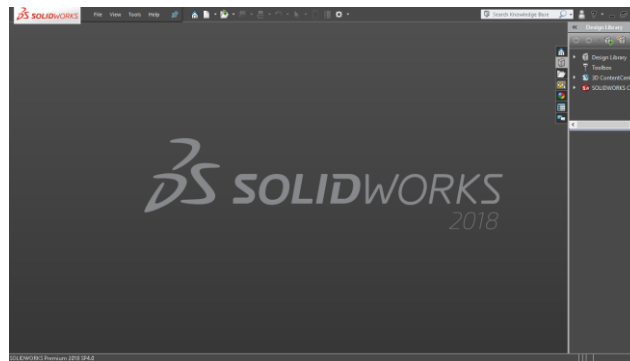 SOLIDWORKS
File View Tools Help
Search Knowledge Base
Design Library
Design Library
Toolbox
3D ContentCen
SOLIDWORKS C
SOLIDWORKS
2018
SOLIDWORKS Premium 2018 SP4.0